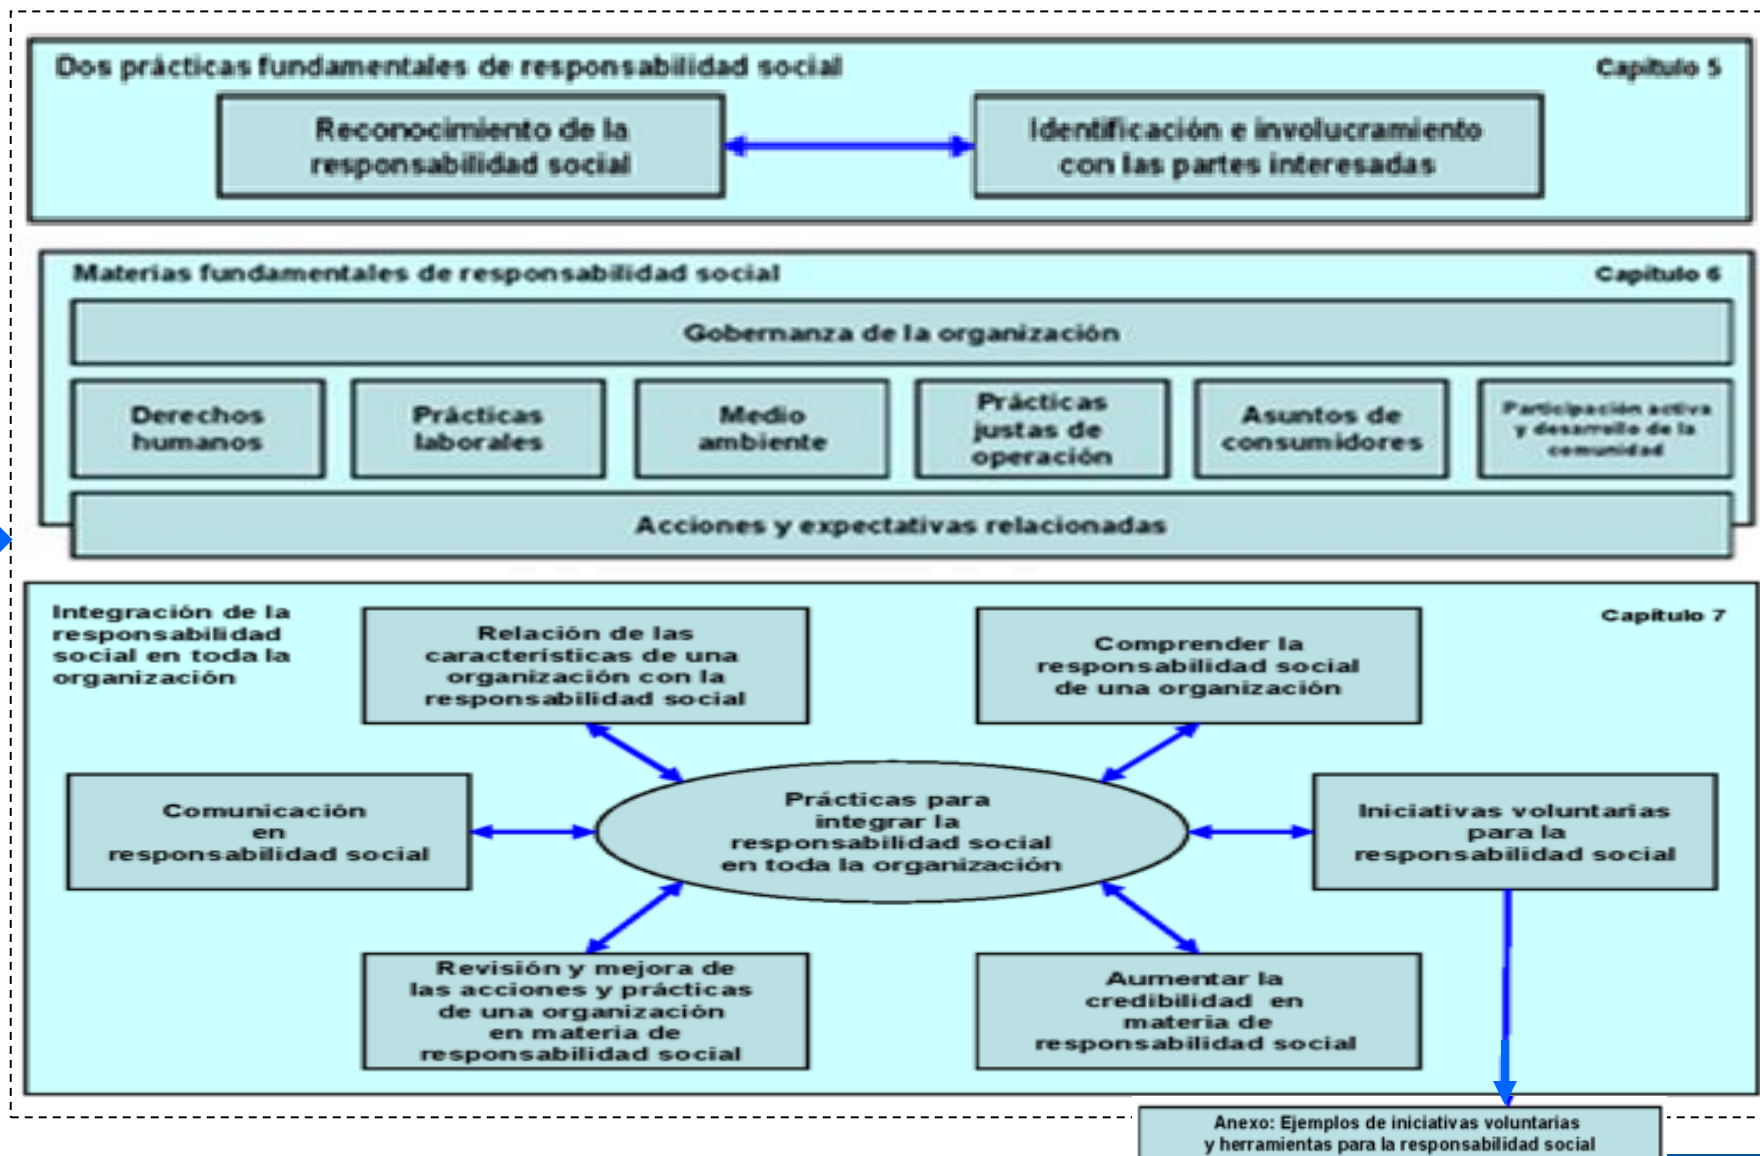 Dos prácticas fundamentales de responsabilidad social
Capítulo 5
Reconocimiento de la
responsabilidad social
Identificación e involucramiento
con las partes interesadas
Materias fundamentales de responsabilidad social
Capítulo 6
Gobernanza de la organización
Derechos
humanos
Prácticas
laborales
Medio
ambiente
Prácticas
justas de
operación
Asuntos de
consumidores
Participación activa
y desarrollo de la
comunidad
Acciones y expectativas relacionadas
Integración de la
responsabilidad
social en toda la
organización
Capítulo 7
Relación de las
características de una
organización con la
responsabilidad social
Comprender la
responsabilidad social
de una organización
Comunicación
en
responsabilidad social
Prácticas para
integrar la
responsabilidad social
en toda la organización
Iniciativas voluntarias
para la
responsabilidad social
Revisión y mejora de
las acciones y prácticas
de una organización
en materia de
responsabilidad social
Aumentar la
credibilidad en
materia de
responsabilidad social
Anexo: Ejemplos de iniciativas voluntarias
y herramientas para la responsabilidad social